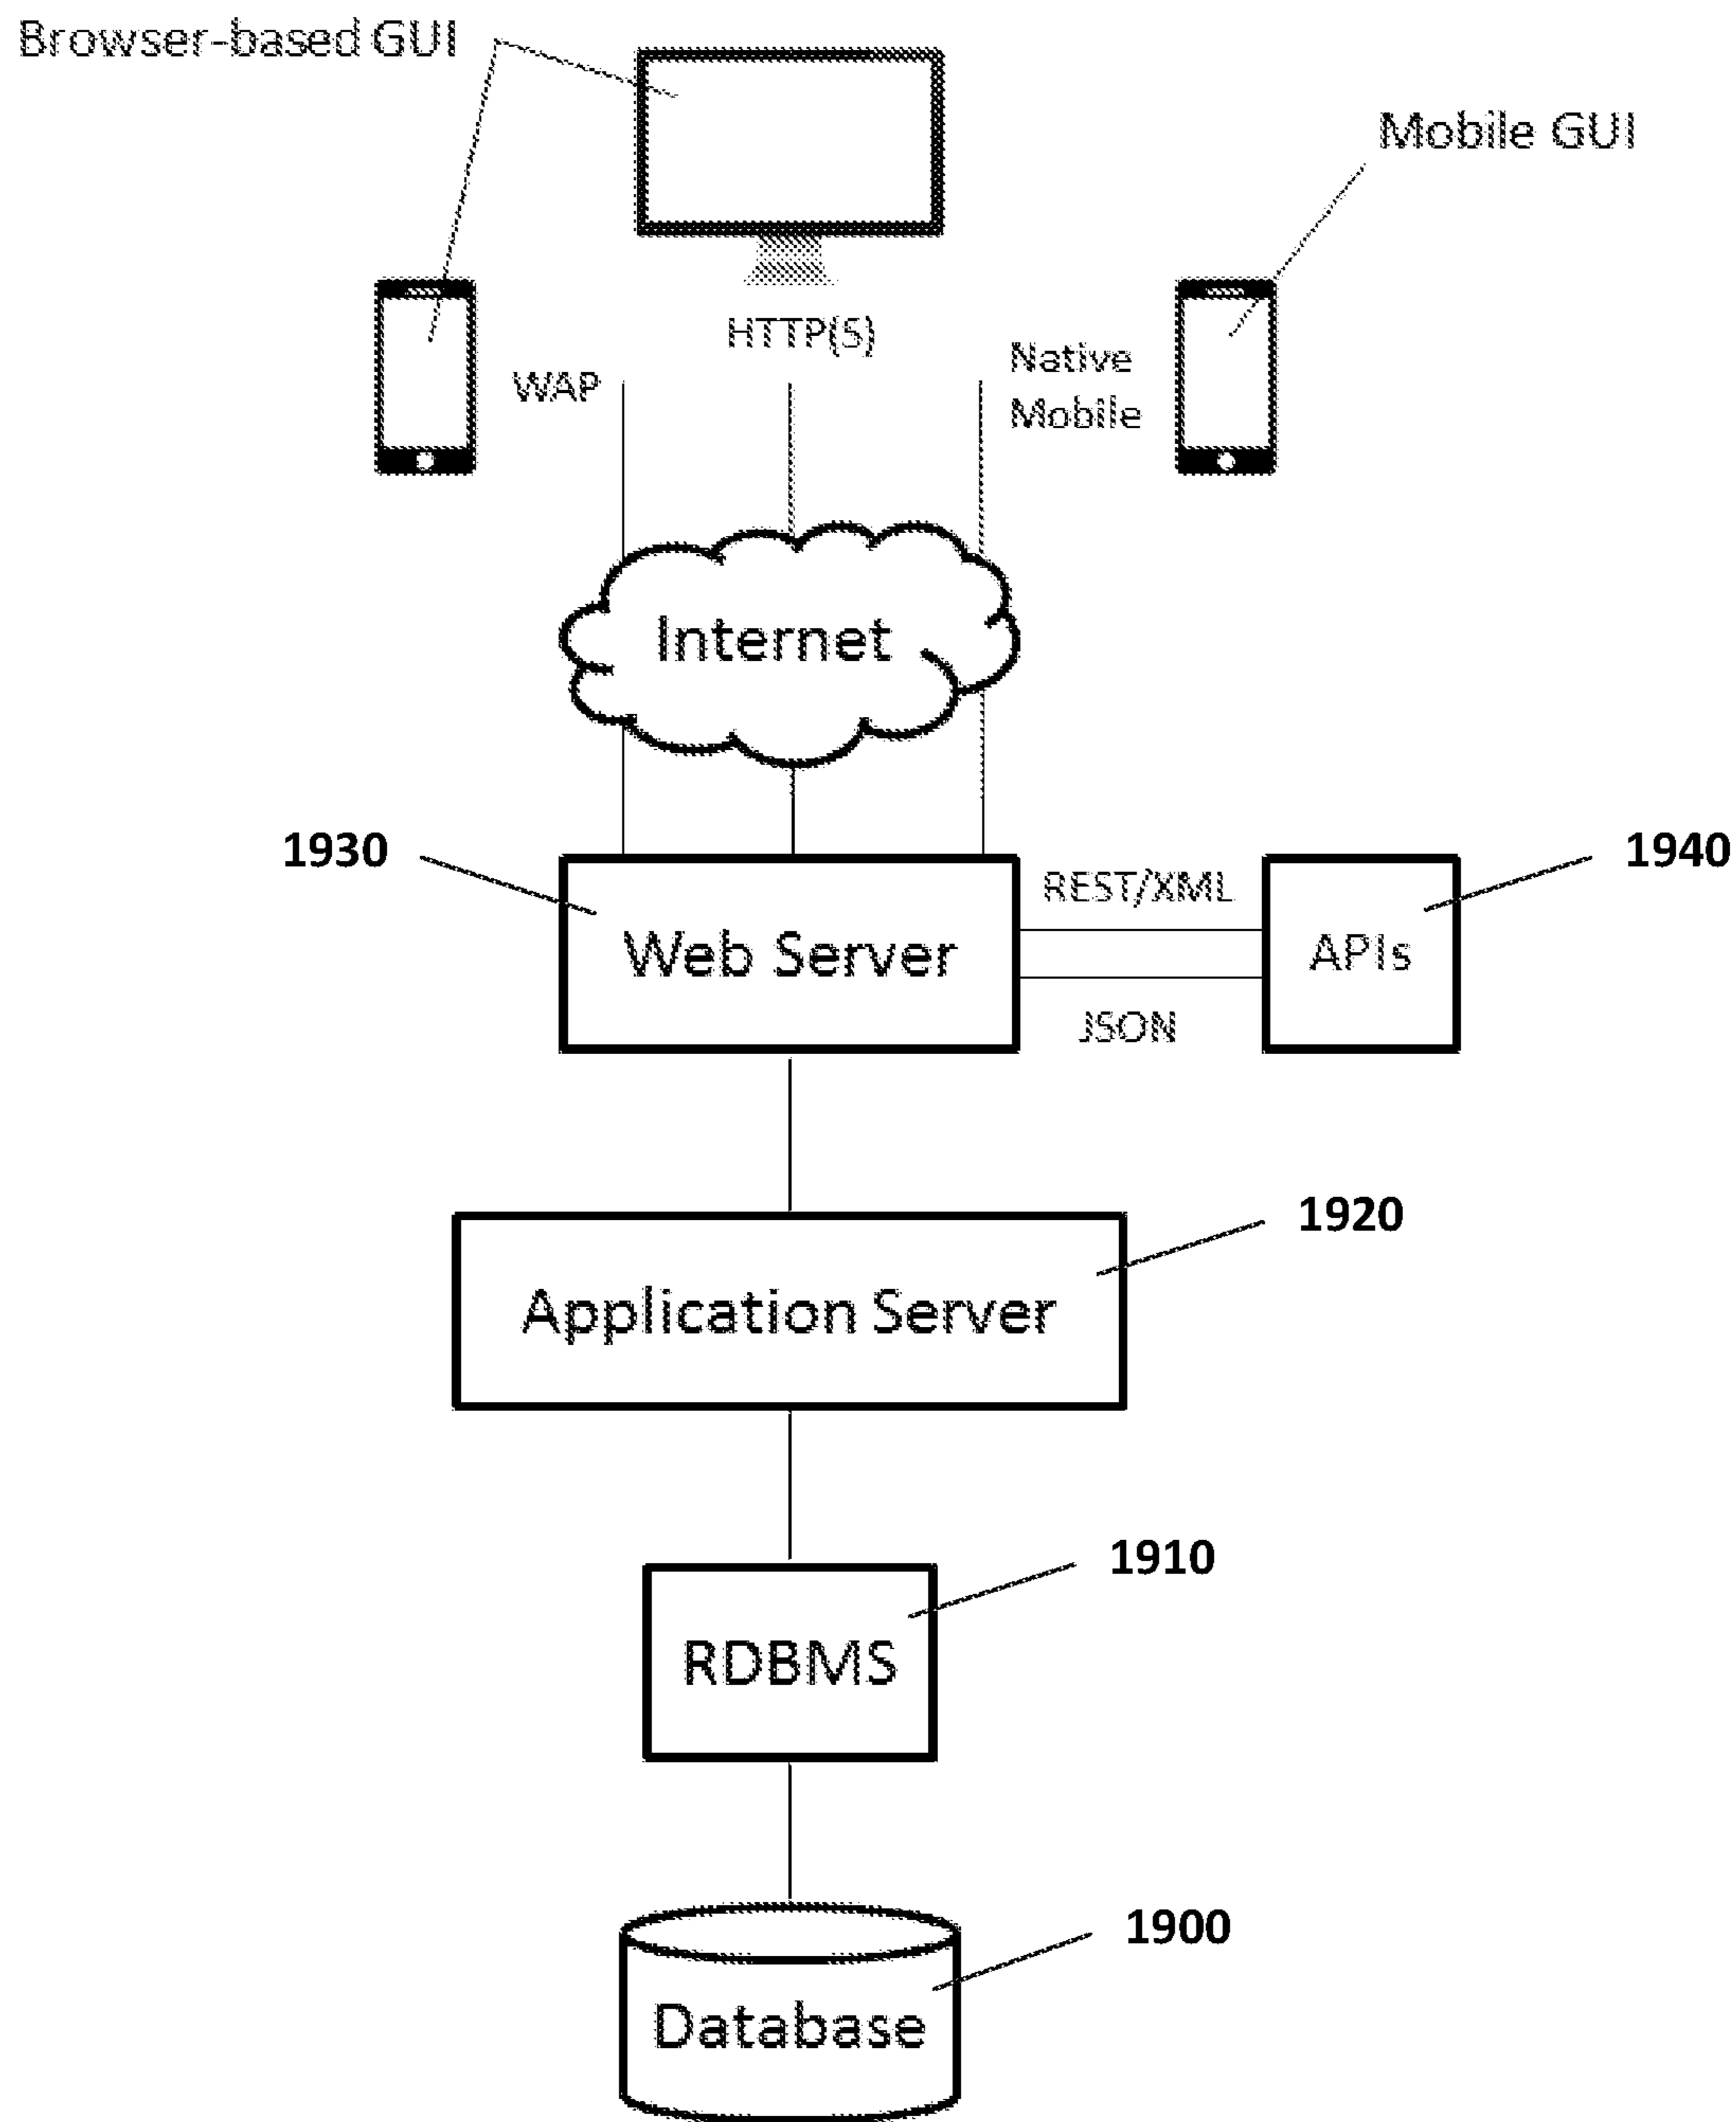 Browser-based GUI
Mobile GUI
HTTP(S)
WAP
Native
Mobile
Internet
1930
1940
REST/XML
Web Server
APIs
JSON
1920
Application Server
1910
RDBMS
1900
Database